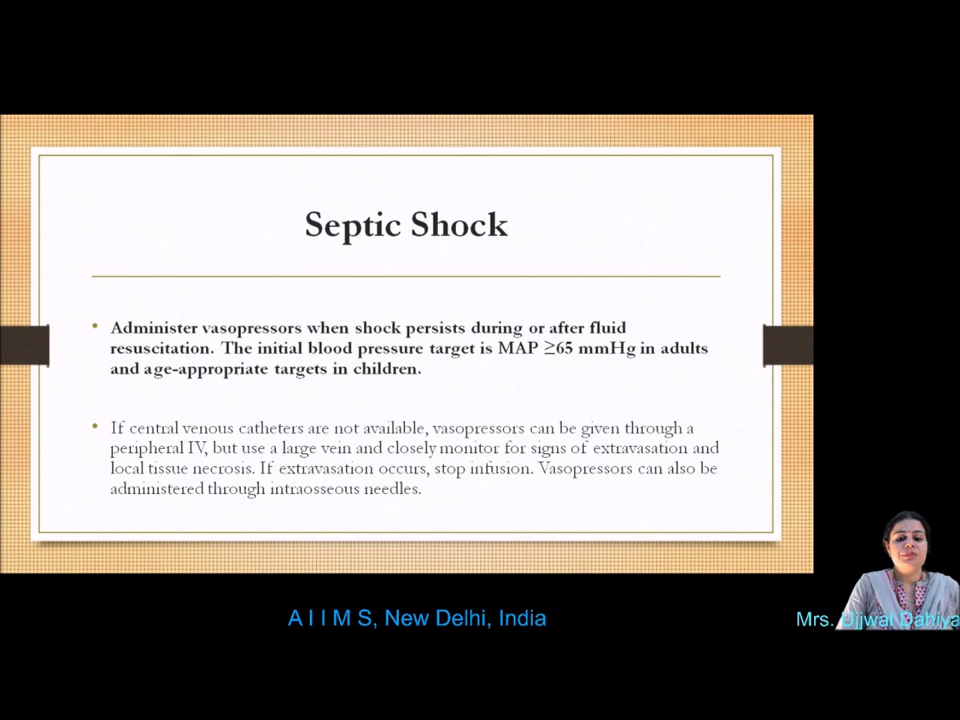 Septic Shock
• Administer vasopressors when shock persists during or after fluid
resuscitation. The initial blood pressure target is MAP ≥65 mmHg in adults
and age-appropriate targets in children.
• If central venous catheters are not available, vasopressors can be given through a
peripheral IV, but use a large vein and closely monitor for signs of extravasation and
local tissue necrosis. If extravasation occurs, stop infusion. Vasopressors can also be
administered through intraosseous needles.
A I I M S, New Delhi, India
Mrs. Ujjwal Dahiya